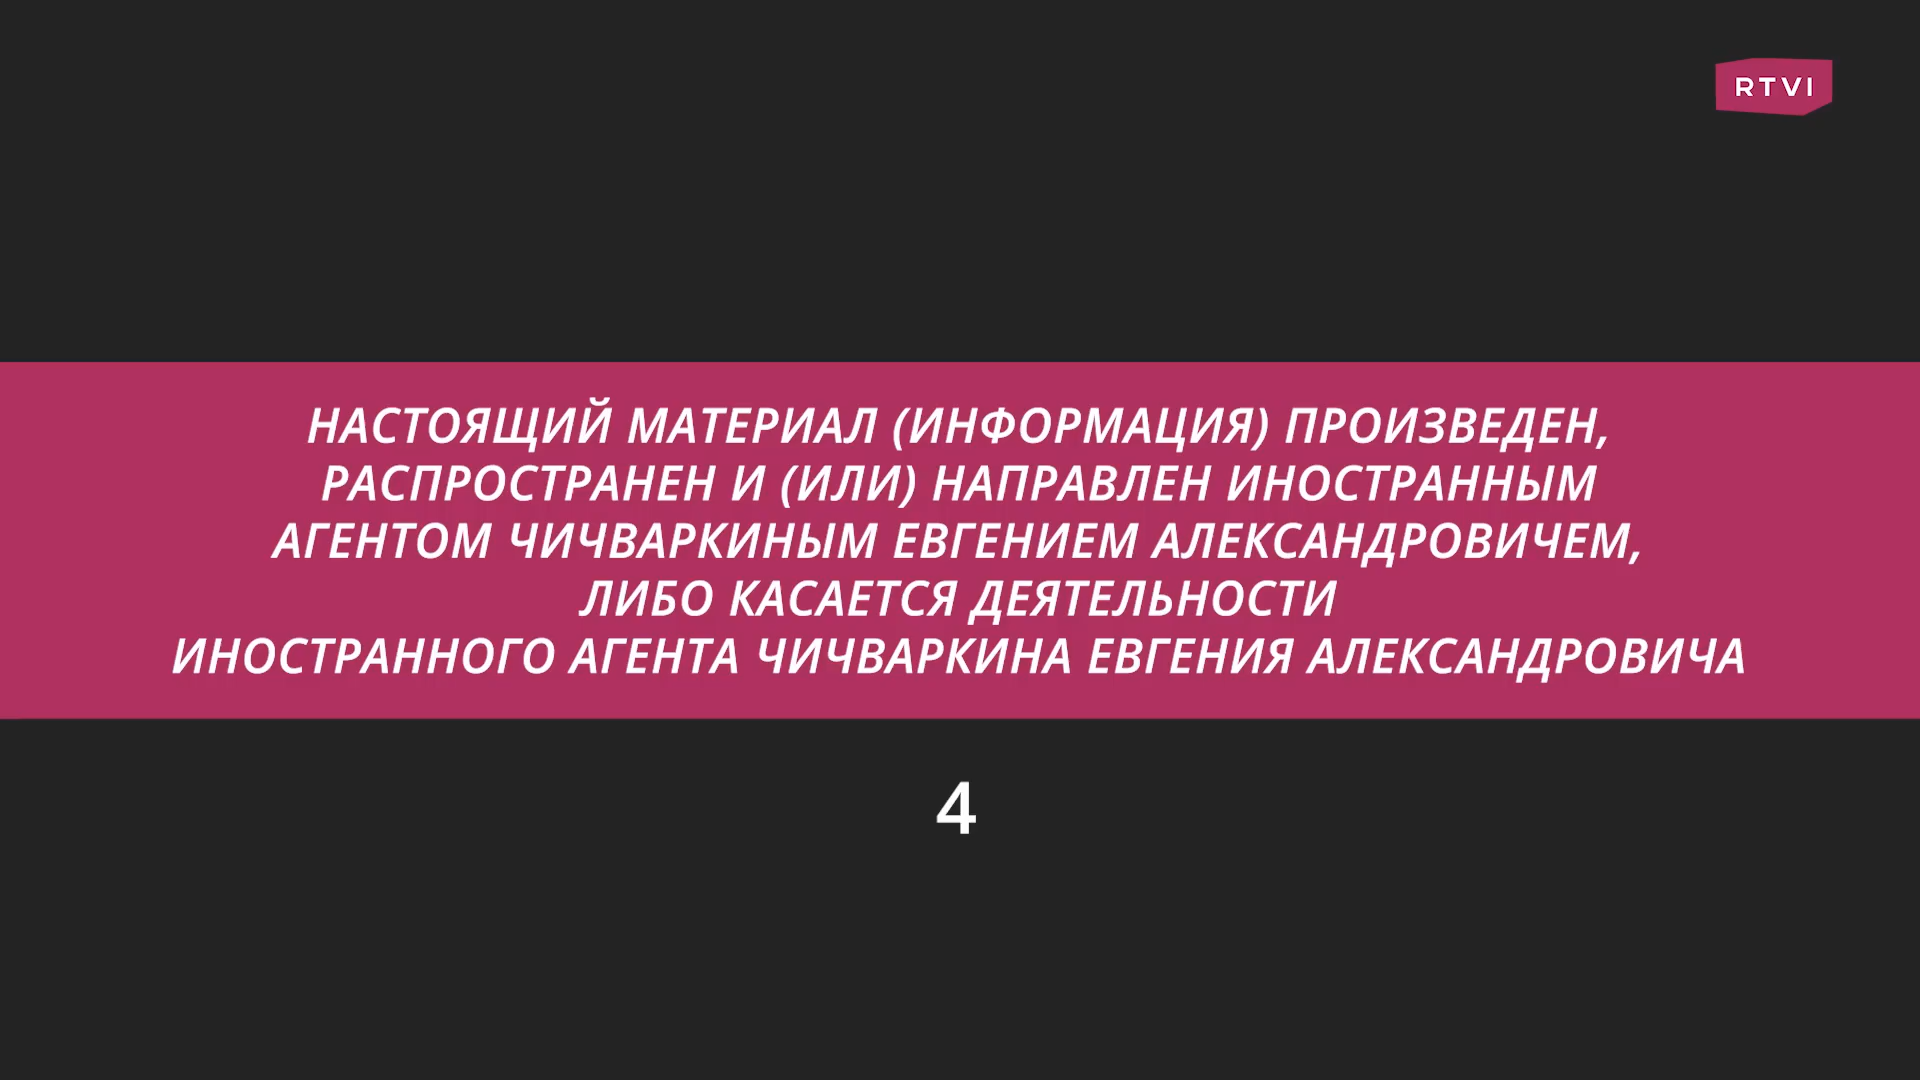 RTVI
НАСТОЯЩИЙ МАТЕРИАЛ (ИНФОРМАЦИЯ) ПРОИЗВЕДЕН,
РАСПРОСТРАНЕН И (ИЛИ) НАПРАВЛЕН ИНОСТРАННЫМ
АГЕНТОМ ЧИЧВАРКИНЫМ ЕВГЕНИЕМ АЛЕКСАНДРОВИЧЕМ,
ЛИБО КАСАЕТСЯ ДЕЯТЕЛЬНОСТИ
ИНОСТРАННОГО АГЕНТА ЧИЧВАРКИНА ЕВГЕНИЯ АЛЕКСАНДРОВИЧА
4